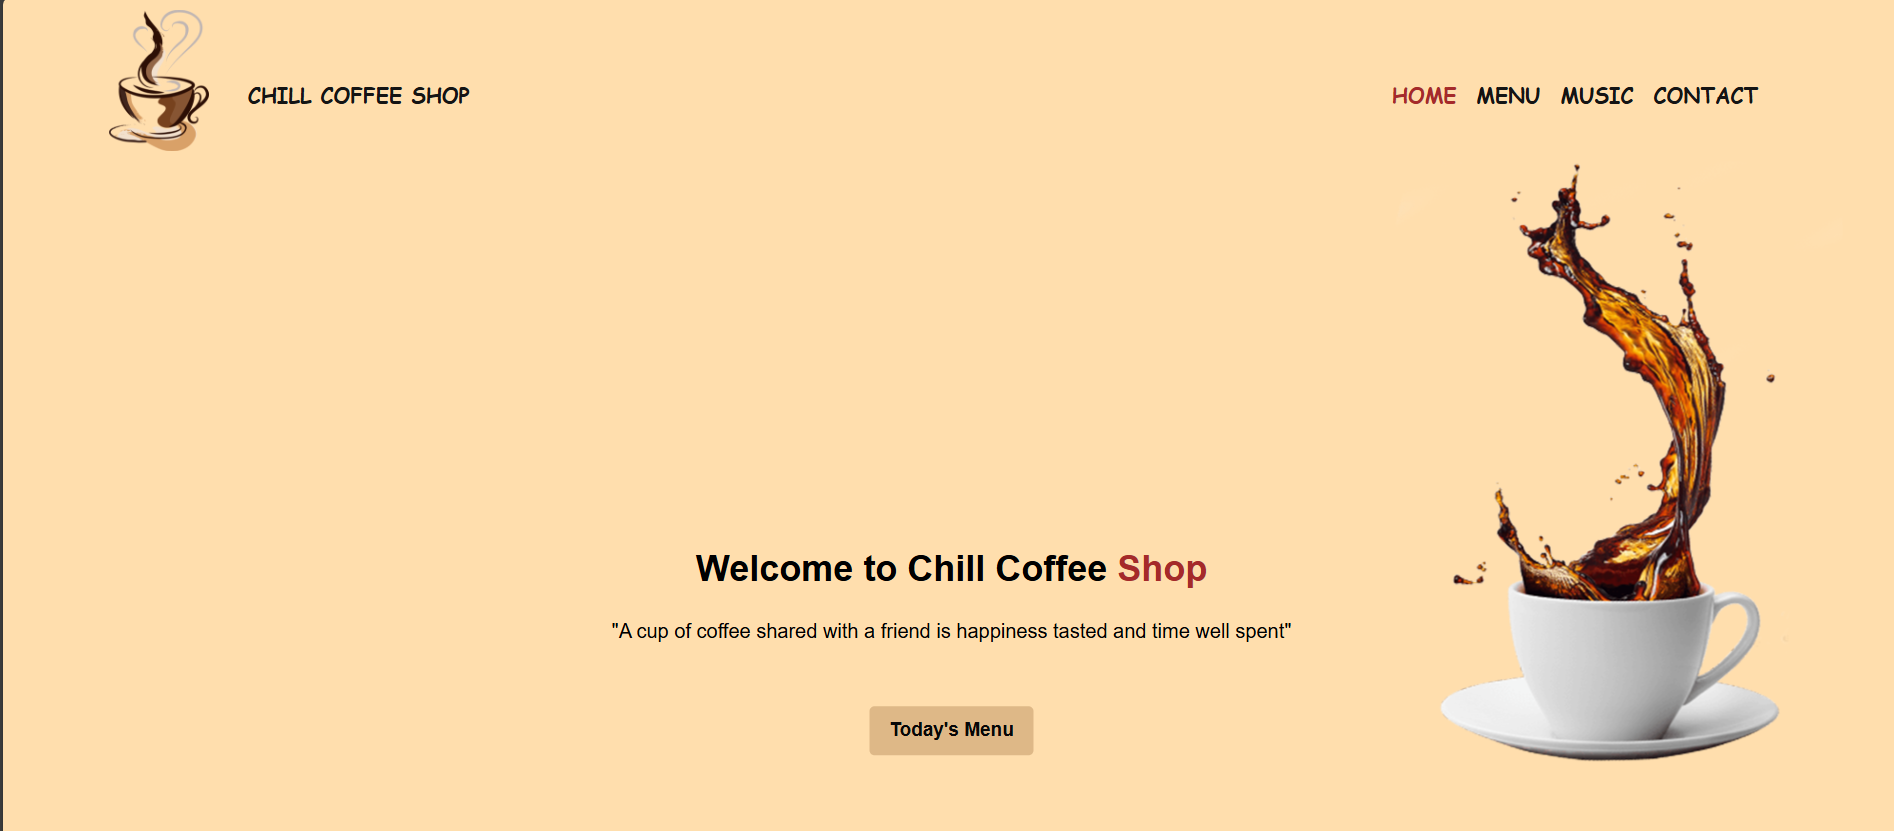 CHILL COFFEE SHOP
HOME MENU MUSIC CONTACT
Welcome to Chill Coffee Shop
"A cup of coffee shared with a friend is happiness tasted and time well spent"
Today's Menu